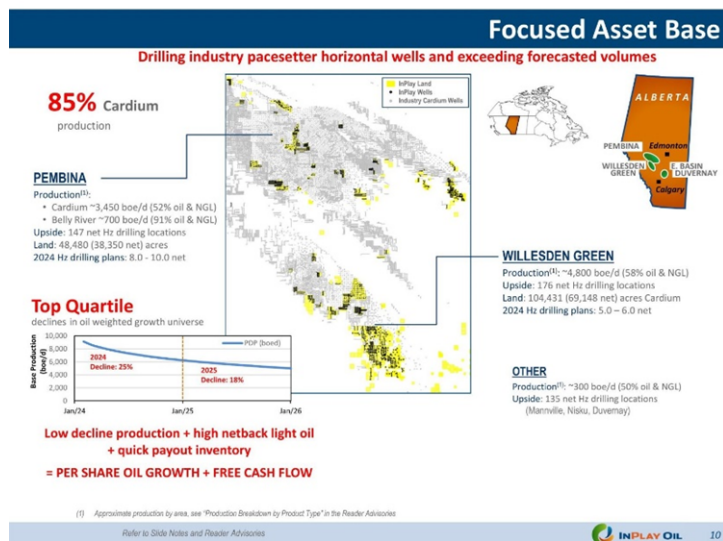 Focused Asset Base
Drilling industry pacesetter horizontal wells and exceeding forecasted volumes
85% Cardium
production
InPlay Land
InPlay Wells
Industry Cardium Wells
ALBERTA
PEMBINA
Edmonton
WILLESDEN
GREEN
E. BASIN
DUVERNAY
Calgary
PEMBINA
Production(1):
• Cardium ~3,450 boe/d (52% oil & NGL)
• Belly River ~700 boe/d (91% oil & NGL)
Upside: 147 net Hz drilling locations
Land: 48,480 (38,350 net) acres
2024 Hz drilling plans: 8.0 - 10.0 net
WILLESDEN GREEN
Production(1): ~4,800 boe/d (58% oil & NGL)
Upside: 176 net Hz drilling locations
Land: 104,431 (69,148 net) acres Cardium
2024 Hz drilling plans: 5.0 – 6.0 net
Top Quartile
declines in oil weighted growth universe
Base Production
(boe/d)
10,000
8,000
6,000
4,000
2,000
0
PDP (boed)
2024
Decline: 25%
2025
Decline: 18%
Jan/24
Jan/25
Jan/26
OTHER
Production(1): ~300 boe/d (50% oil & NGL)
Upside: 135 net Hz drilling locations
(Mannville, Nisku, Duvernay)
Low decline production + high netback light oil
+ quick payout inventory
= PER SHARE OIL GROWTH + FREE CASH FLOW
(1) Approximate production by area, see "Production Breakdown by Product Type" in the Reader Advisories
Refer to Slide Notes and Reader Advisories
INPLAY OIL
10